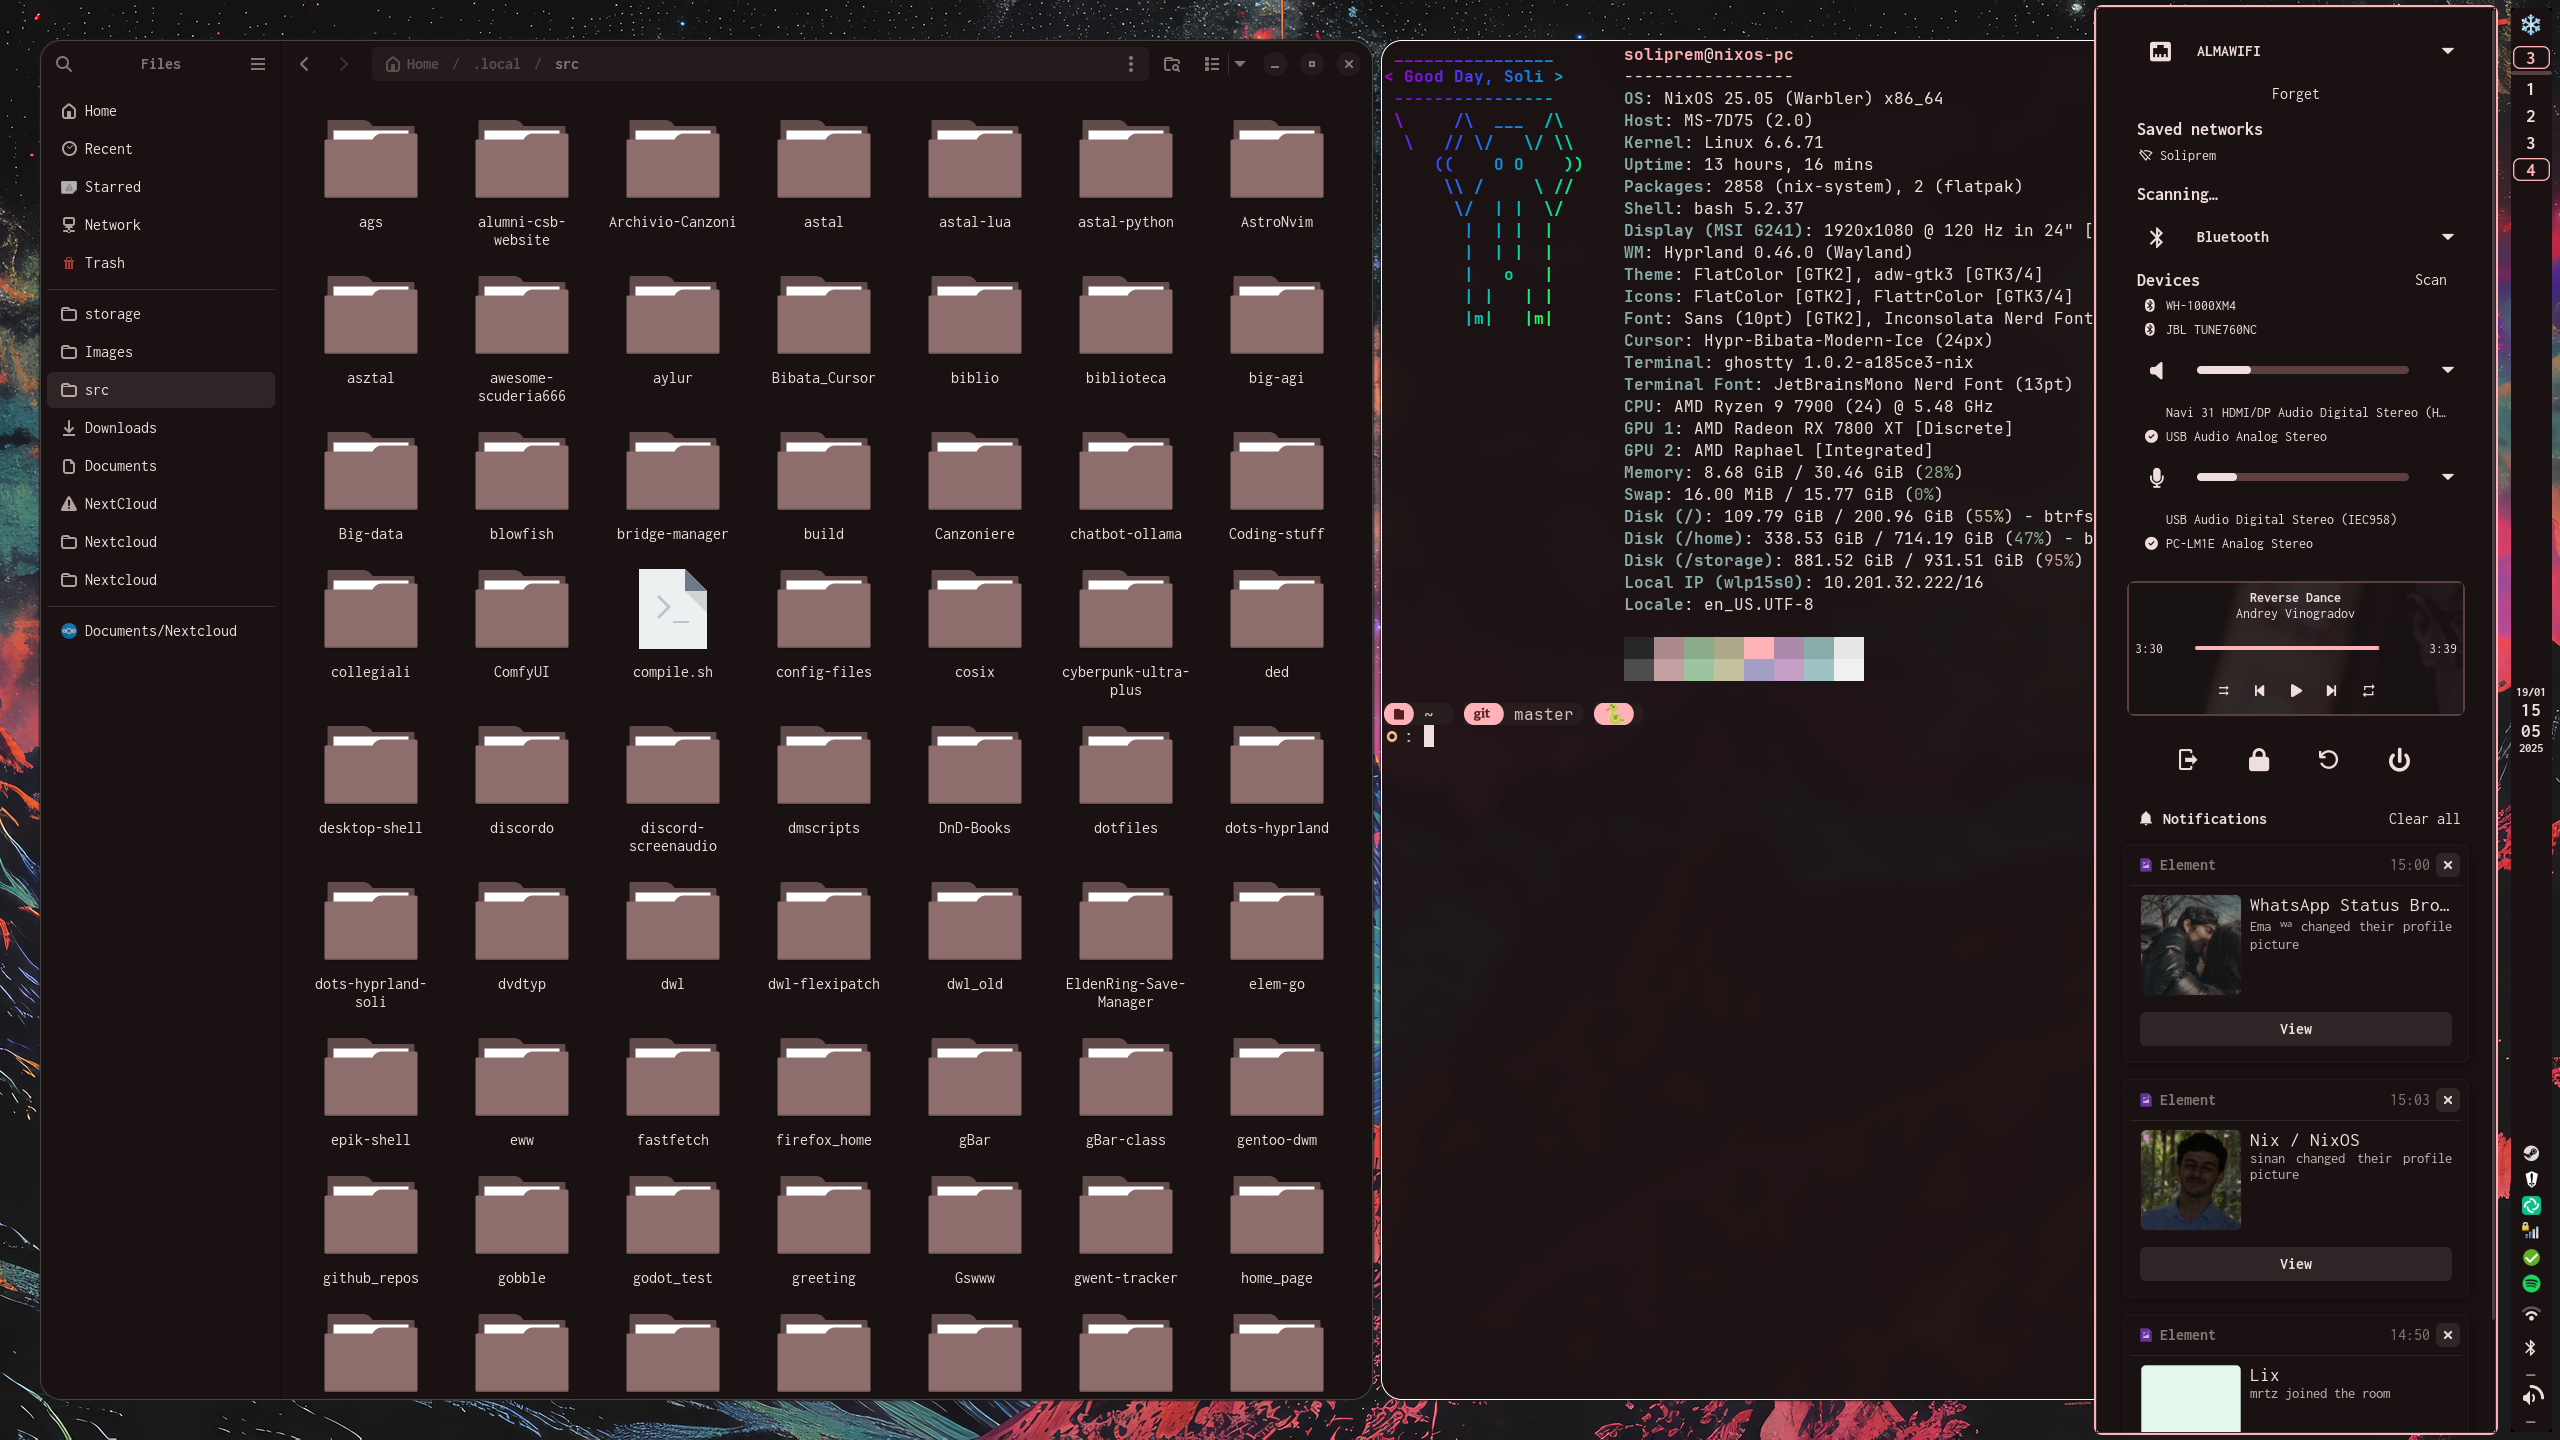 Files
Home / .local / src
Home
Recent
Starred
Network
Trash
storage
Images
src
Downloads
Documents
NextCloud
Nextcloud
Nextcloud
Documents/Nextcloud
ags
alumni-csb-
website
Archivio-Canzoni
astal
astal-lua
astal-python
AstroNvim
asztal
awesome-
scuderia666
aylur
Bibata_Cursor
biblio
biblioteca
big-agi
Big-data
blowfish
bridge-manager
build
Canzoniere
chatbot-ollama
Coding-stuff
collegiali
ComfyUI
compile.sh
config-files
cosix
cyberpunk-ultra-
plus
ded
desktop-shell
discordo
discord-
screenaudio
dmscripts
DnD-Books
dotfiles
dots-hyprland
dots-hyprland-
soli
dvdtyp
dwl
dwl-flexipatch
dwl_old
EldenRing-Save-
Manager
elem-go
epik-shell
eww
fastfetch
firefox_home
gBar
gBar-class
gentoo-dwm
github_repos
gobble
godot_test
greeting
Gswww
gwent-tracker
home_page
< Good Day, Soli >
soliprem@nixos-pc
-----------------
OS: NixOS 25.05 (Warbler) x86_64
Host: MS-7D75 (2.0)
Kernel: Linux 6.6.71
Uptime: 13 hours, 16 mins
Packages: 2858 (nix-system), 2 (flatpak)
Shell: bash 5.2.37
Display (MSI G241): 1920x1080 @ 120 Hz in 24" [
WM: Hyprland 0.46.0 (Wayland)
Theme: FlatColor [GTK2], adw-gtk3 [GTK3/4]
Icons: FlatColor [GTK2], FlattrColor [GTK3/4]
Font: Sans (10pt) [GTK2], Inconsolata Nerd Font
Cursor: Hypr-Bibata-Modern-Ice (24px)
Terminal: ghostty 1.0.2-a185ce3-nix
Terminal Font: JetBrainsMono Nerd Font (13pt)
CPU: AMD Ryzen 9 7900 (24) @ 5.48 GHz
GPU 1: AMD Radeon RX 7800 XT [Discrete]
GPU 2: AMD Raphael [Integrated]
Memory: 8.68 GiB / 30.46 GiB (28%)
Swap: 16.00 MiB / 15.77 GiB (0%)
Disk (/): 109.79 GiB / 200.96 GiB (55%) - btrfs
Disk (/home): 338.53 GiB / 714.19 GiB (47%) - b
Disk (/storage): 881.52 GiB / 931.51 GiB (95%)
Local IP (wlp15s0): 10.201.32.222/16
Locale: en_US.UTF-8
~ git master
:
ALMAWIFI
Forget
Saved networks
Soliprem
Scanning…
Bluetooth
Devices Scan
WH-1000XM4
JBL TUNE760NC
Navi 31 HDMI/DP Audio Digital Stereo (H…
USB Audio Analog Stereo
USB Audio Digital Stereo (IEC958)
PC-LM1E Analog Stereo
Reverse Dance
Andrey Vinogradov
3:30 3:39
Notifications Clear all
Element 15:00
WhatsApp Status Bro…
Ema ʷᵃ changed their profile
picture
View
Element 15:03
Nix / NixOS
sinan changed their profile
picture
View
Element 14:50
Lix
mrtz joined the room
3
1
2
3
4
19/01
15
05
2025